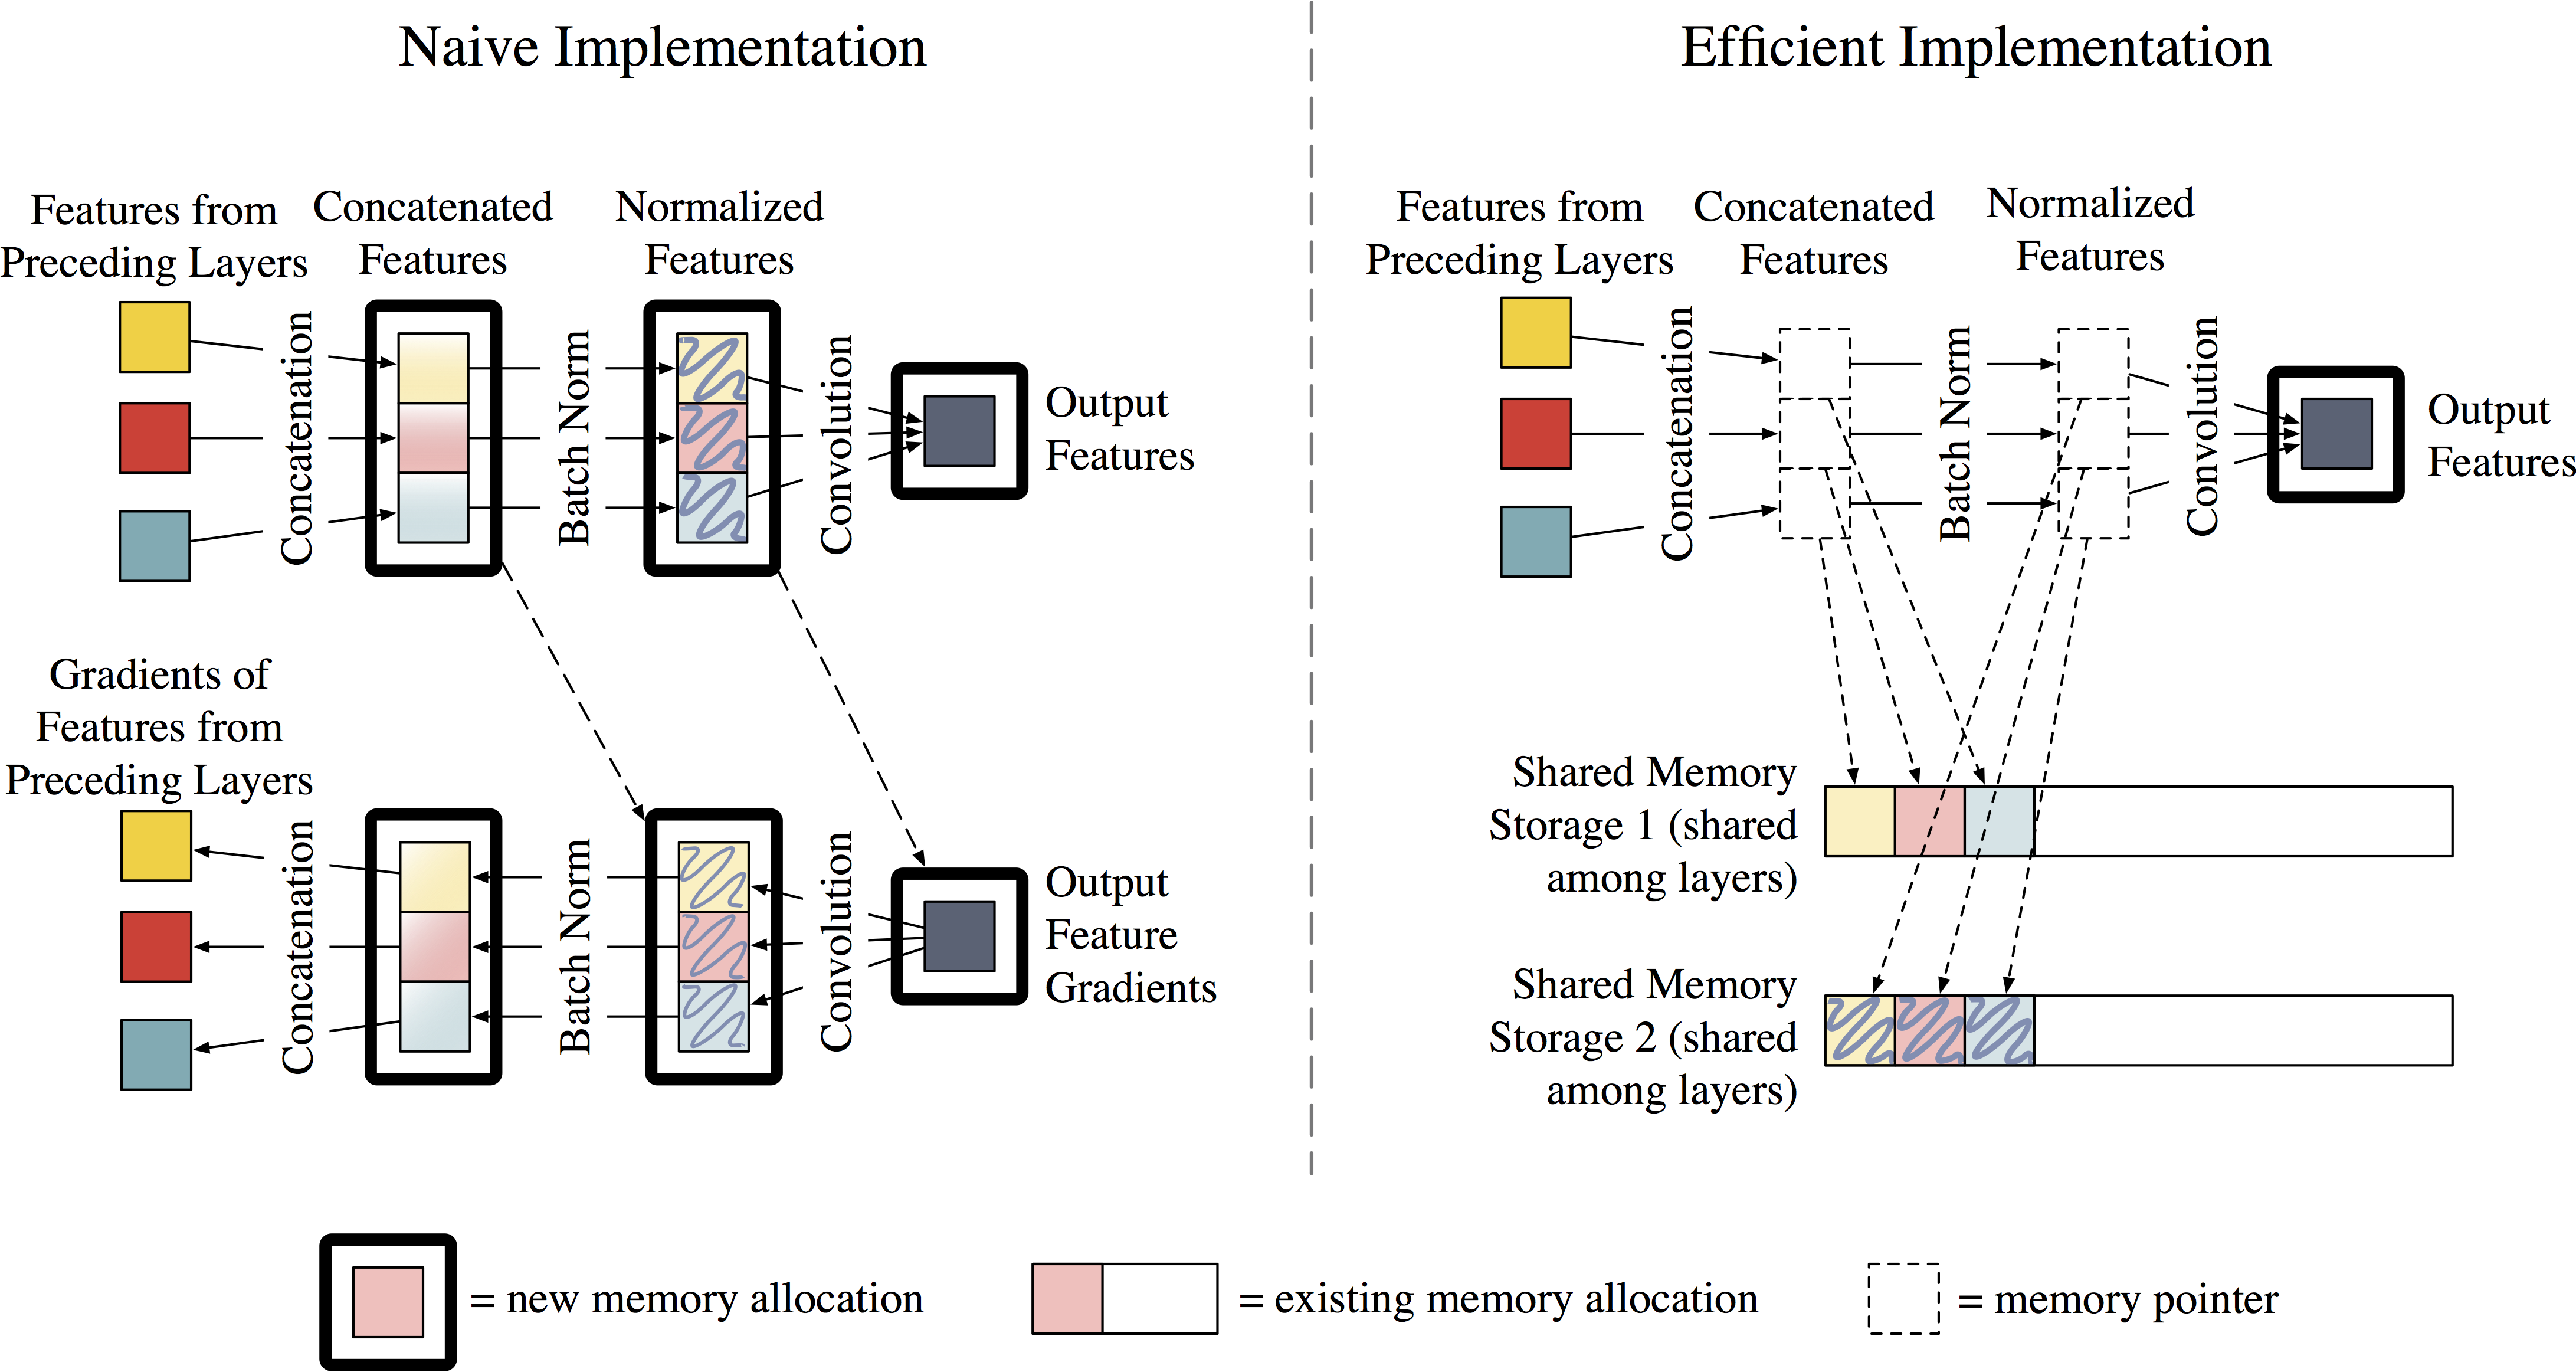 Naive Implementation
Features from
Preceding Layers
Concatenated
Features
Normalized
Features
Concatenation
Batch Norm
Convolution
Output
Features
Gradients of
Features from
Preceding Layers
Concatenation
Batch Norm
Convolution
Output
Feature
Gradients
Efficient Implementation
Features from
Preceding Layers
Concatenated
Features
Normalized
Features
Concatenation
Batch Norm
Convolution
Output
Features
Shared Memory
Storage 1 (shared
among layers)
Shared Memory
Storage 2 (shared
among layers)
= new memory allocation
= existing memory allocation
= memory pointer